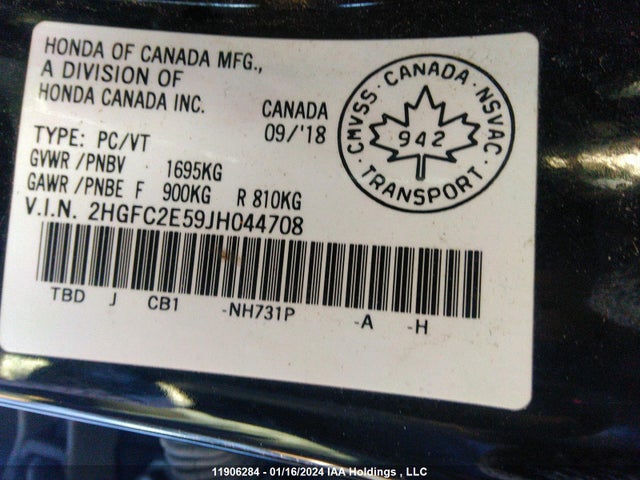 HONDA OF CANADA MFG.,
A DIVISION OF
HONDA CANADA INC.
CANADA
09/'18
CMVSS · CANADA · NSVAC
942
· TRANSPORT ·
TYPE: PC/VT
GVWR /PNBV 1695KG
GAWR /PNBE F 900KG R 810KG
V.I.N. 2HGFC2E59JH044708
TBD J CB1 -NH731P -A -H
11906284 - 01/16/2024 IAA Holdings , LLC